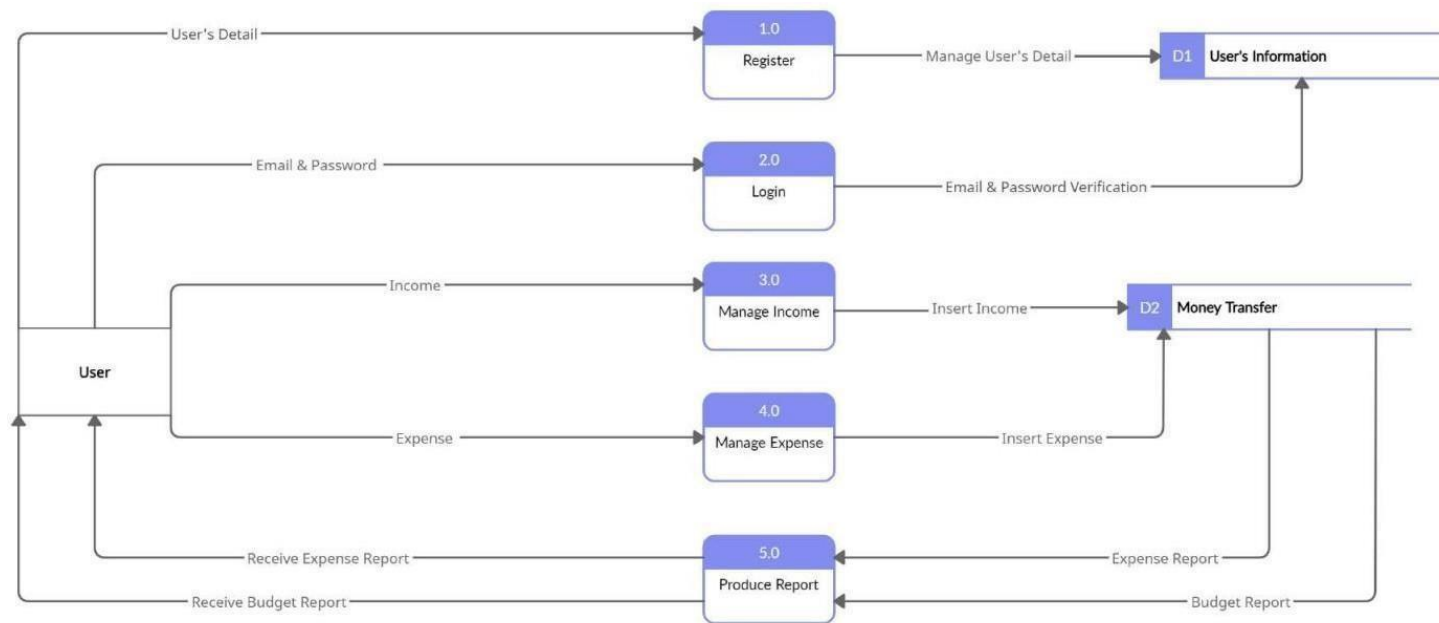 1.0
User's Detail
Register
Manage User's Detail
D1
User's Information
2.0
Email & Password
Login
Email & Password Verification
3.0
Income
Manage Income
Insert Income
D2
Money Transfer
User
4.0
Expense
Manage Expense
Insert Expense
5.0
Receive Expense Report
Expense Report
Produce Report
Receive Budget Report
Budget Report